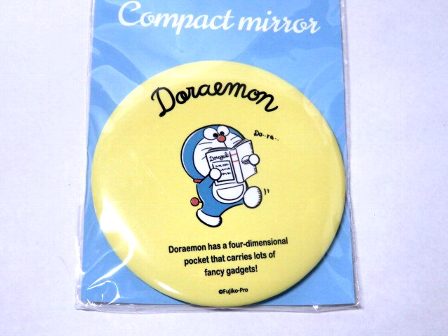 Compact mirror
Doraemon
Do-ra-..
Doraemon has a four-dimensional
pocket that carries lots of
fancy gadgets!
©Fujiko-Pro